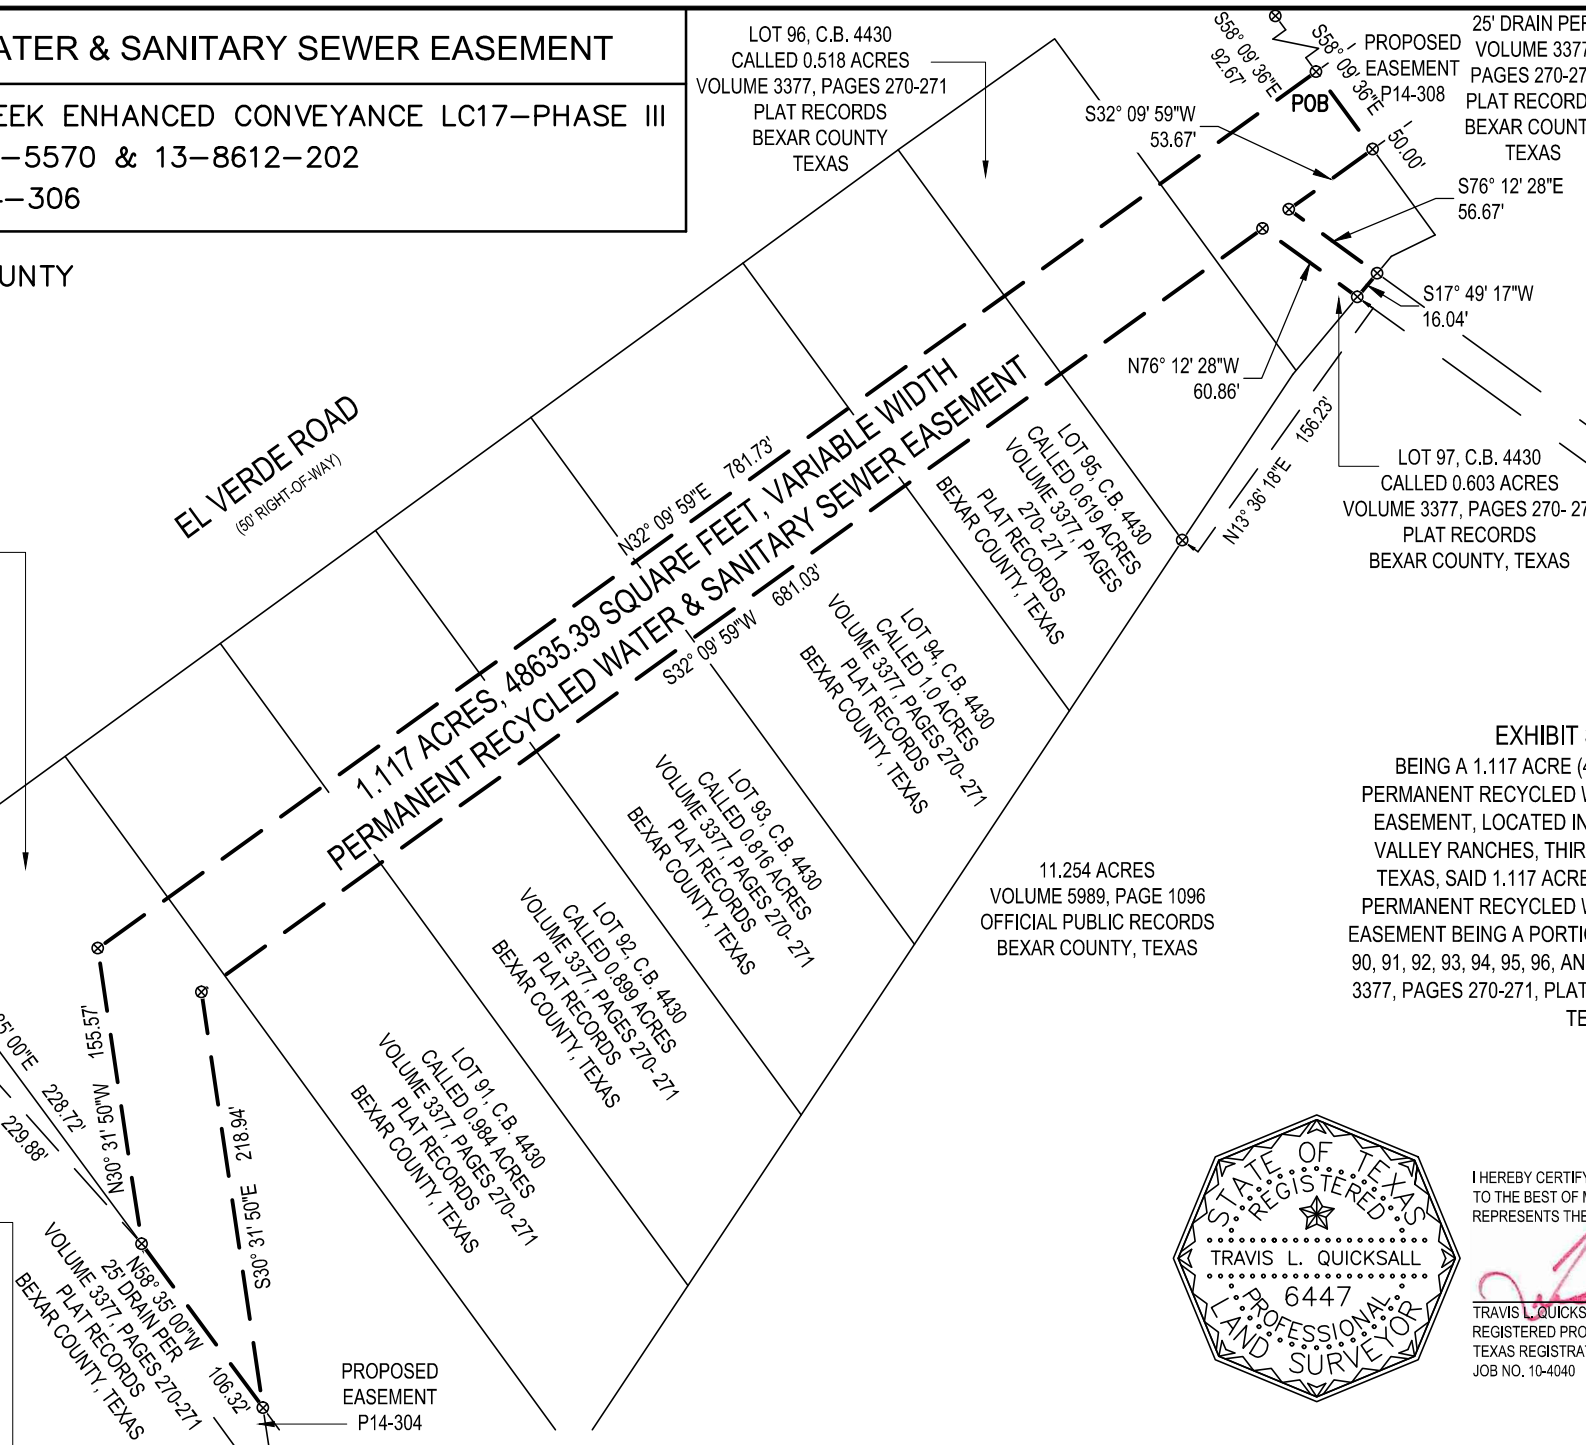 ATER & SANITARY SEWER EASEMENT
EEK ENHANCED CONVEYANCE LC17-PHASE III
-5570 & 13-8612-202
-306
UNTY
LOT 96, C.B. 4430
CALLED 0.518 ACRES
VOLUME 3377, PAGES 270-271
PLAT RECORDS
BEXAR COUNTY
TEXAS
S58° 09' 36"E
92.67'
S58° 09' 36"E
50.00'
PROPOSED
EASEMENT
P14-308
POB
25' DRAIN PER
VOLUME 3377
PAGES 270-27
PLAT RECORD
BEXAR COUNT
TEXAS
S32° 09' 59"W
53.67'
S76° 12' 28"E
56.67'
S17° 49' 17"W
16.04'
N76° 12' 28"W
60.86'
N13° 36' 18"E 156.23'
LOT 97, C.B. 4430
CALLED 0.603 ACRES
VOLUME 3377, PAGES 270- 27
PLAT RECORDS
BEXAR COUNTY, TEXAS
EL VERDE ROAD
(50' RIGHT-OF-WAY)
N32° 09' 59"E 781.73'
1.117 ACRES, 48635.39 SQUARE FEET, VARIABLE WIDTH
PERMANENT RECYCLED WATER & SANITARY SEWER EASEMENT
S32° 09' 59"W 681.03'
LOT 95, C.B. 4430
CALLED 0.619 ACRES
VOLUME 3377, PAGES
270- 271
PLAT RECORDS
BEXAR COUNTY, TEXAS
LOT 94, C.B. 4430
CALLED 1.0 ACRES
VOLUME 3377, PAGES 270- 271
PLAT RECORDS
BEXAR COUNTY, TEXAS
LOT 93, C.B. 4430
CALLED 0.816 ACRES
VOLUME 3377, PAGES 270- 271
PLAT RECORDS
BEXAR COUNTY, TEXAS
LOT 92, C.B. 4430
CALLED 0.899 ACRES
VOLUME 3377, PAGES 270- 271
PLAT RECORDS
BEXAR COUNTY, TEXAS
LOT 91, C.B. 4430
CALLED 0.984 ACRES
VOLUME 3377, PAGES 270- 271
PLAT RECORDS
BEXAR COUNTY, TEXAS
11.254 ACRES
VOLUME 5989, PAGE 1096
OFFICIAL PUBLIC RECORDS
BEXAR COUNTY, TEXAS
EXHIBIT
BEING A 1.117 ACRE (4
PERMANENT RECYCLED W
EASEMENT, LOCATED IN
VALLEY RANCHES, THIR
TEXAS, SAID 1.117 ACRE
PERMANENT RECYCLED W
EASEMENT BEING A PORTIO
90, 91, 92, 93, 94, 95, 96, AN
3377, PAGES 270-271, PLAT
TE
35' 00"E 228.72'
229.88'
N30° 31' 50"W 155.57'
S30° 31' 50"E 218.94'
N58° 35' 00"W 106.32'
25' DRAIN PER
VOLUME 3377, PAGES 270-271
PLAT RECORDS
BEXAR COUNTY, TEXAS
PROPOSED
EASEMENT
P14-304
STATE OF TEXAS
REGISTERED
TRAVIS L. QUICKSALL
6447
PROFESSIONAL
LAND SURVEYOR
I HEREBY CERTIFY
TO THE BEST OF M
REPRESENTS THE
TRAVIS L. QUICKS
REGISTERED PRO
TEXAS REGISTRA
JOB NO. 10-4040